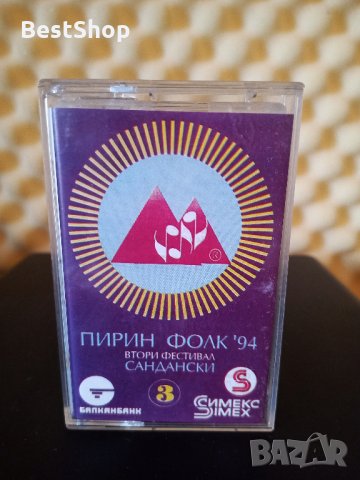 BestShop
®
ПИРИН ФОЛК '94
ВТОРИ ФЕСТИВАЛ
САНДАНСКИ
БАЛКАНБАНК
3
S
СИМЕКС
SIMEX
BAZAR